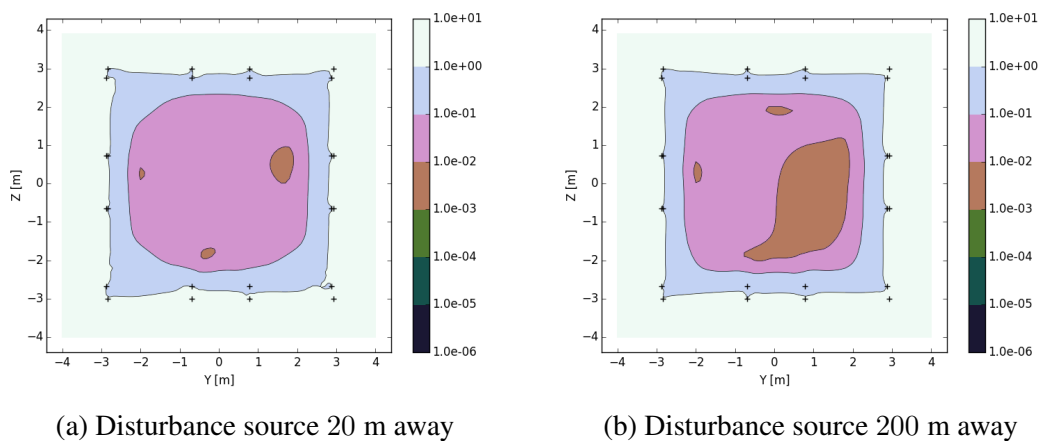 4
3
2
1
0
−1
−2
−3
−4
Z [m]
−4 −3 −2 −1 0 1 2 3 4
Y [m]
1.0e+01
1.0e+00
1.0e-01
1.0e-02
1.0e-03
1.0e-04
1.0e-05
1.0e-06
(a) Disturbance source 20 m away
4
3
2
1
0
−1
−2
−3
−4
Z [m]
−4 −3 −2 −1 0 1 2 3 4
Y [m]
1.0e+01
1.0e+00
1.0e-01
1.0e-02
1.0e-03
1.0e-04
1.0e-05
1.0e-06
(b) Disturbance source 200 m away